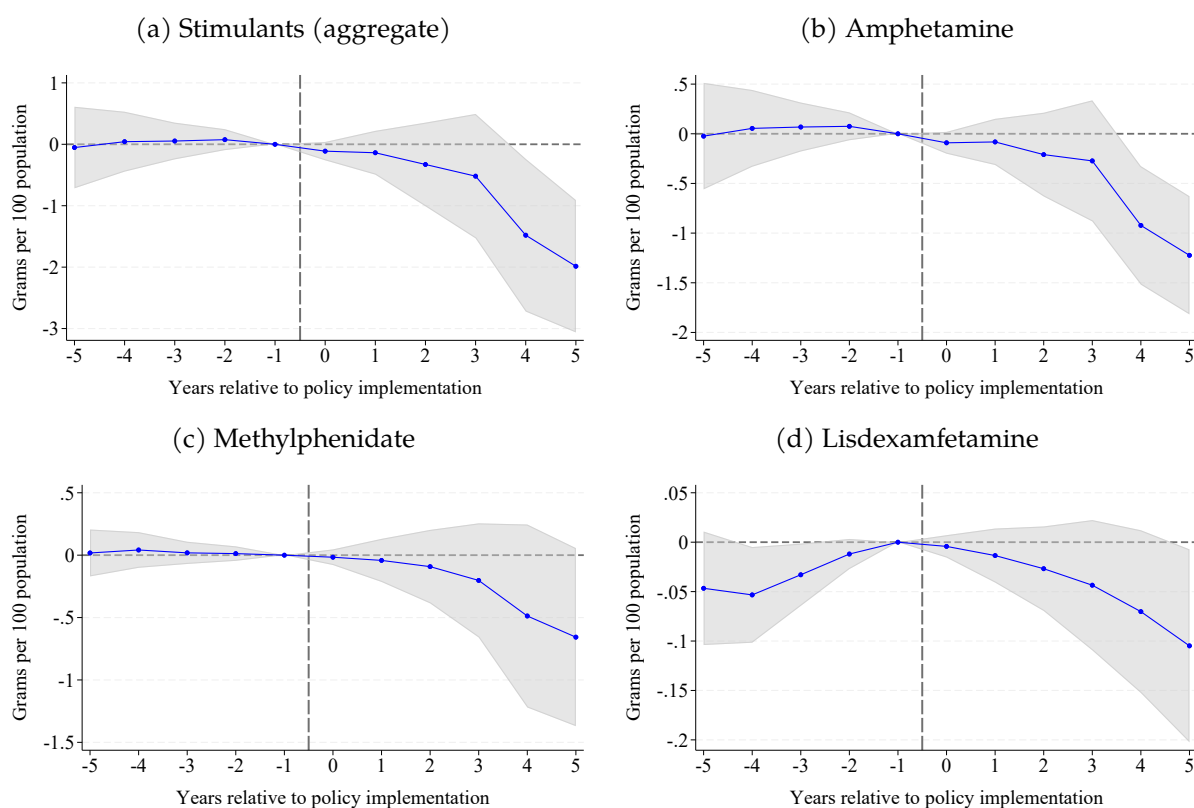 (a) Stimulants (aggregate)
Grams per 100 population
1
0
-1
-2
-3
-5 -4 -3 -2 -1 0 1 2 3 4 5
Years relative to policy implementation
(b) Amphetamine
Grams per 100 population
.5
0
-.5
-1
-1.5
-2
-5 -4 -3 -2 -1 0 1 2 3 4 5
Years relative to policy implementation
(c) Methylphenidate
Grams per 100 population
.5
0
-.5
-1
-1.5
-5 -4 -3 -2 -1 0 1 2 3 4 5
Years relative to policy implementation
(d) Lisdexamfetamine
Grams per 100 population
.05
0
-.05
-.1
-.15
-.2
-5 -4 -3 -2 -1 0 1 2 3 4 5
Years relative to policy implementation